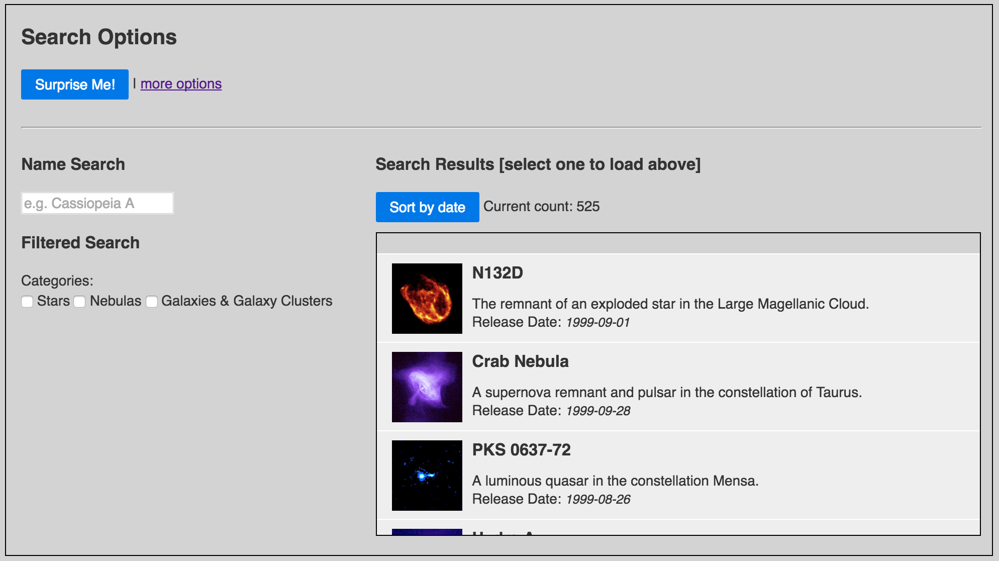 Search Options
Surprise Me! | more options
Name Search
e.g. Cassiopeia A
Filtered Search
Categories:
Stars Nebulas Galaxies & Galaxy Clusters
Search Results [select one to load above]
Sort by date Current count: 525
N132D
The remnant of an exploded star in the Large Magellanic Cloud.
Release Date: 1999-09-01
Crab Nebula
A supernova remnant and pulsar in the constellation of Taurus.
Release Date: 1999-09-28
PKS 0637-72
A luminous quasar in the constellation Mensa.
Release Date: 1999-08-26